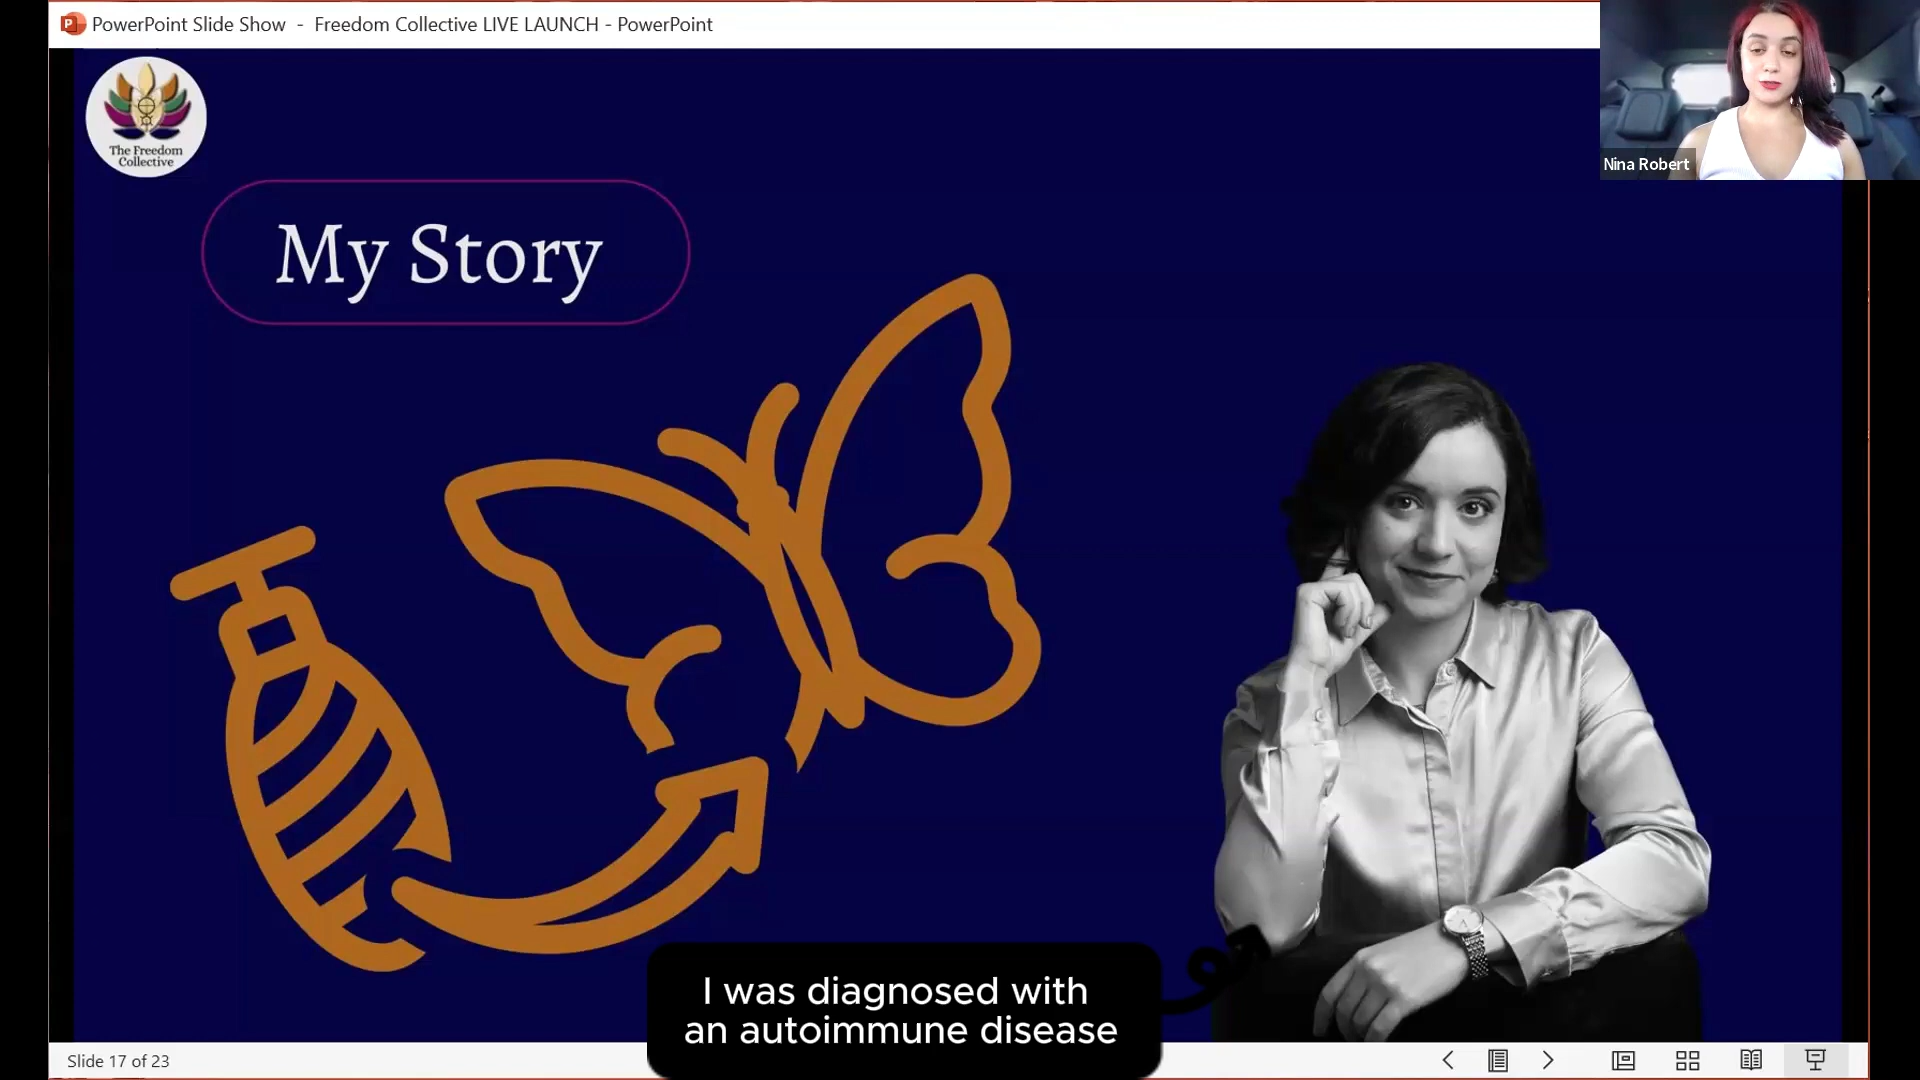 PowerPoint Slide Show - Freedom Collective LIVE LAUNCH - PowerPoint
The Freedom
Collective
Nina Robert
My Story
I was diagnosed with
an autoimmune disease
Slide 17 of 23